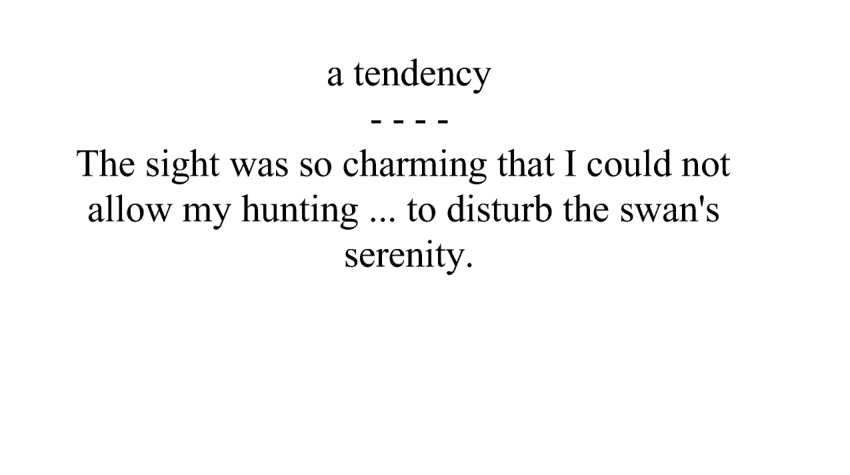 a tendency
- - - -
The sight was so charming that I could not
allow my hunting ... to disturb the swan's
serenity.